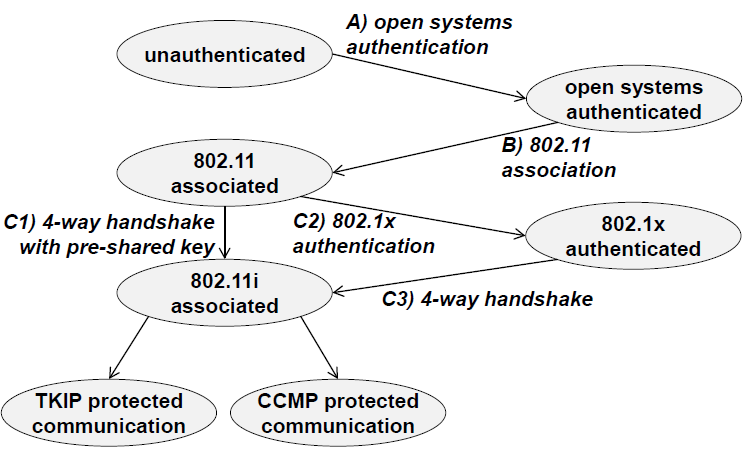 unauthenticated
A) open systems
authentication
open systems
authenticated
B) 802.11
association
802.11
associated
C1) 4-way handshake
with pre-shared key
C2) 802.1x
authentication
802.1x
authenticated
802.11i
associated
C3) 4-way handshake
TKIP protected
communication
CCMP protected
communication